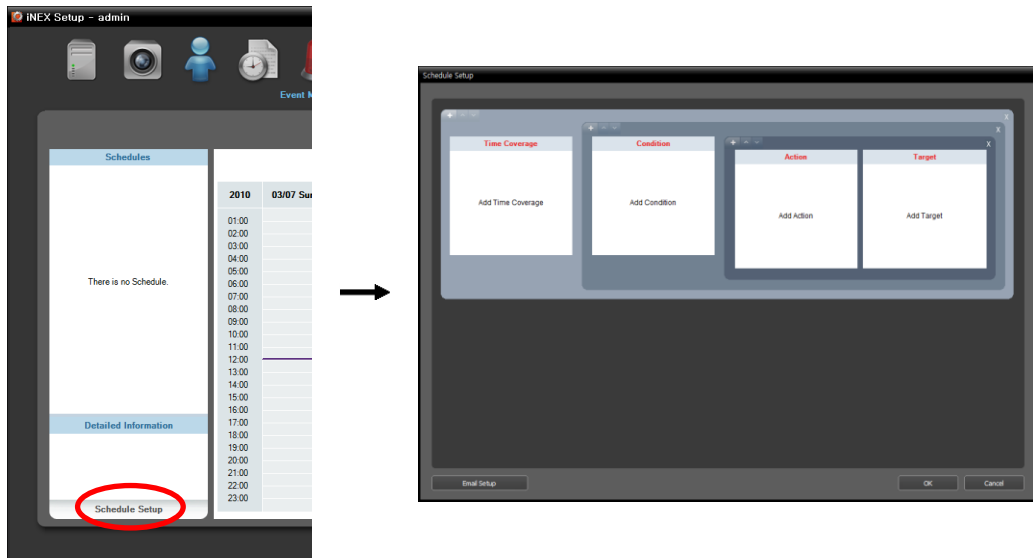 iNEX Setup - admin
Event M
Schedules
There is no Schedule.
Detailed Information
Schedule Setup
2010 03/07 Sun
01:00
02:00
03:00
04:00
05:00
06:00
07:00
08:00
09:00
10:00
11:00
12:00
13:00
14:00
15:00
16:00
17:00
18:00
19:00
20:00
21:00
22:00
23:00
Schedule Setup
X
X
X
Time Coverage
Add Time Coverage
Condition
Add Condition
Action
Add Action
Target
Add Target
Email Setup
OK
Cancel